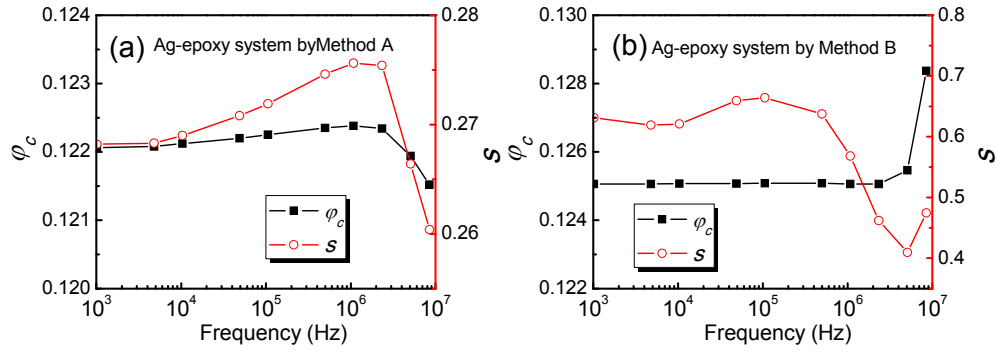 (a) Ag-epoxy system byMethod A
0.124
0.123
0.122
0.121
0.120
φc
0.28
0.27
0.26
s
φc
s
10³ 10⁴ 10⁵ 10⁶ 10⁷
Frequency (Hz)
(b) Ag-epoxy system by Method B
0.130
0.128
0.126
0.124
0.122
φc
0.8
0.7
0.6
0.5
0.4
s
φc
s
10³ 10⁴ 10⁵ 10⁶ 10⁷
Frequency (Hz)